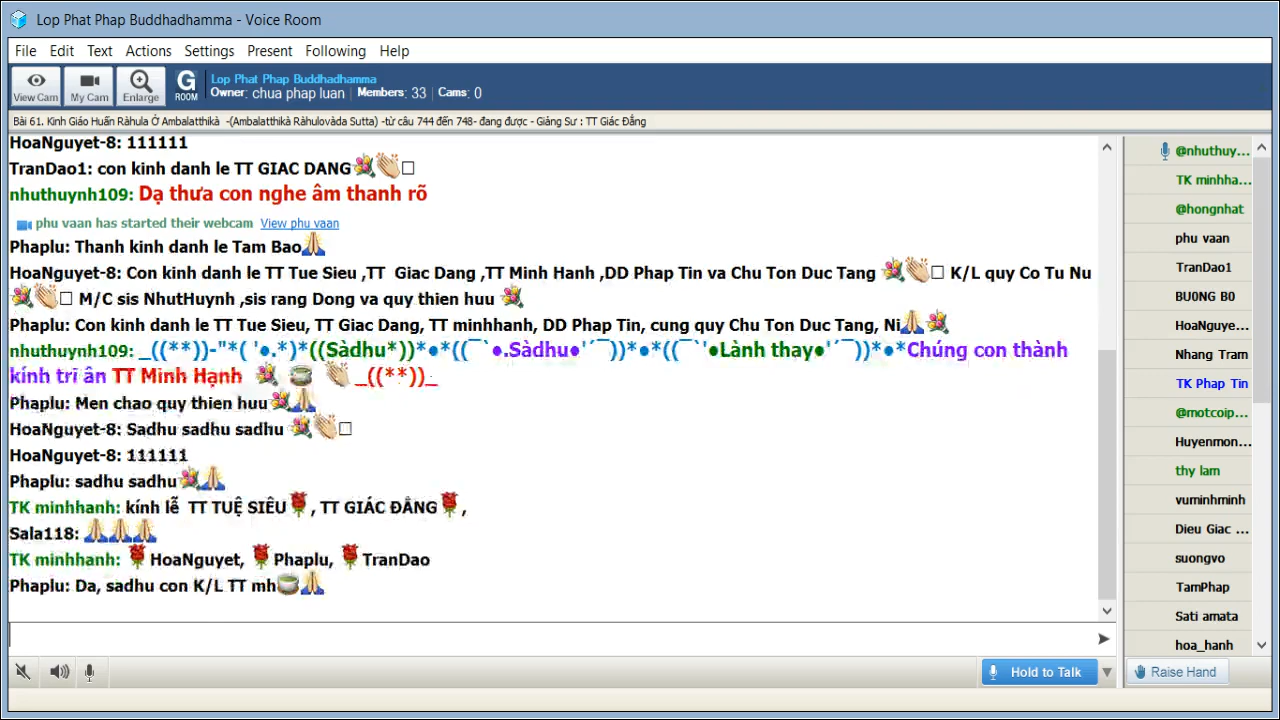 Lop Phat Phap Buddhadhamma - Voice Room
File Edit Text Actions Settings Present Following Help
View Cam My Cam Enlarge G ROOM
Lop Phat Phap Buddhadhamma
Owner: chua phap luan Members: 33 Cams: 0
Bài 61. Kinh Giáo Huấn Ràhula Ở Ambalatthikà -(Ambalatthikà Ràhulovàda Sutta) -từ câu 744 đến 748- đang được - Giảng Sư : TT Giác Đẳng
HoaNguyet-8: 111111
TranDao1: con kinh danh le TT GIAC DANG💐👏□
nhuthuynh109: Dạ thưa con nghe âm thanh rõ
phu vaan has started their webcam View phu vaan
Phaplu: Thanh kinh danh le Tam Bao🙏
HoaNguyet-8: Con kinh danh le TT Tue Sieu ,TT Giac Dang ,TT Minh Hanh ,DD Phap Tin va Chu Ton Duc Tang 💐👏□ K/L quy Co Tu Nu
💐👏□ M/C sis NhutHuynh ,sis rang Dong va quy thien huu 💐
Phaplu: Con kinh danh le TT Tue Sieu, TT Giac Dang, TT minhhanh, DD Phap Tin, cung quy Chu Ton Duc Tang, Ni🙏💐
nhuthuynh109: _((**))-"*( '●.*)*((Sàdhu*))*●*((¯`●.Sàdhu●'´¯))*●*((¯`'●Lành thay●'´¯))*●*Chúng con thành
kính tri ân TT Minh Hạnh 💐 🍵 👏 _((**))_
Phaplu: Men chao quy thien huu💐🙏
HoaNguyet-8: Sadhu sadhu sadhu 💐👏□
HoaNguyet-8: 111111
Phaplu: sadhu sadhu💐🙏
TK minhhanh: kính lễ TT TUỆ SIÊU🌹, TT GIÁC ĐẲNG🌹,
Sala118: 🙏🙏🙏
TK minhhanh: 🌹HoaNguyet, 🌹Phaplu, 🌹TranDao
Phaplu: Da, sadhu con K/L TT mh🍵🙏
Hold to Talk
@nhuthuy...
TK minhha...
@hongnhat
phu vaan
TranDao1
BU0NG B0
HoaNguye...
Nhang Tram
TK Phap Tin
@motcoip...
Huyenmon...
thy lam
vuminhminh
Dieu Giac ...
suongvo
TamPhap
Sati amata
hoa_hanh
Raise Hand